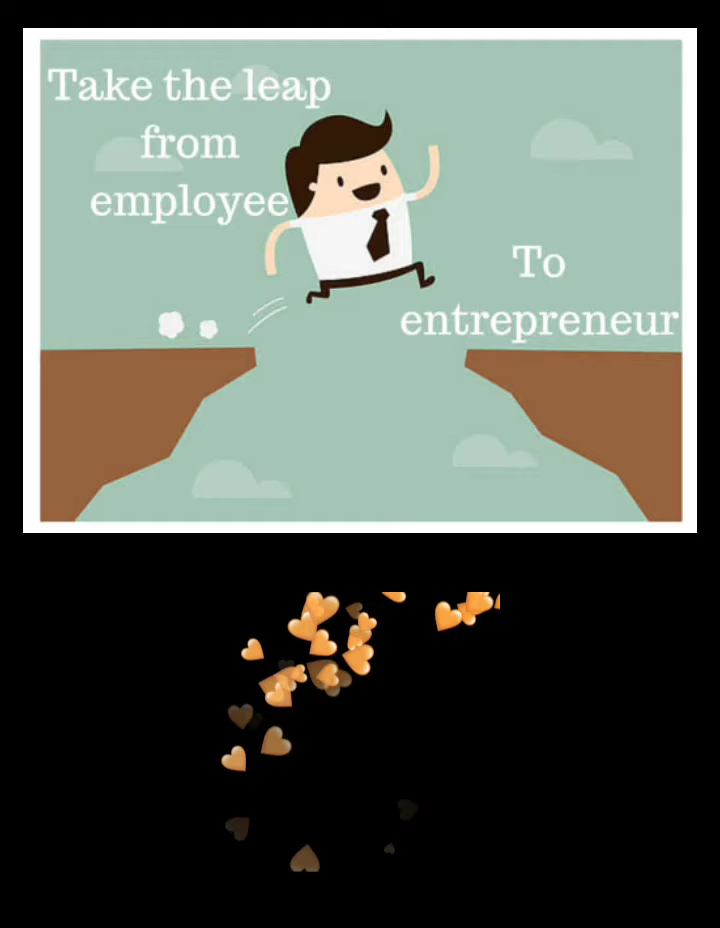 Take the leap
from
employee
To
entrepreneur